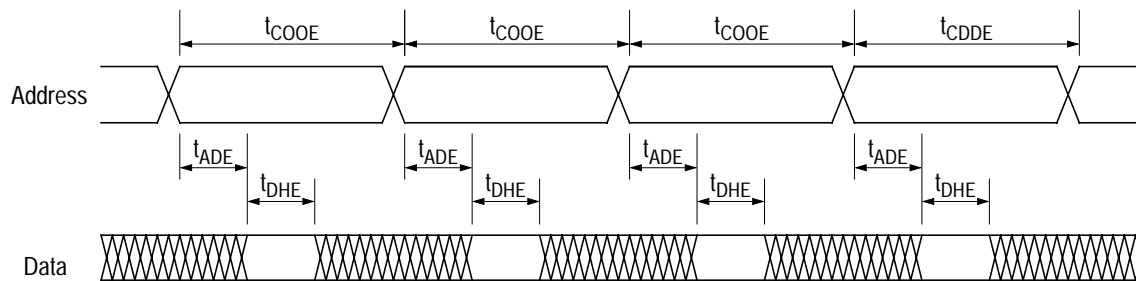 tCOOE tCOOE tCOOE tCDDE
Address
tADE tADE tADE tADE
tDHE tDHE tDHE tDHE
Data